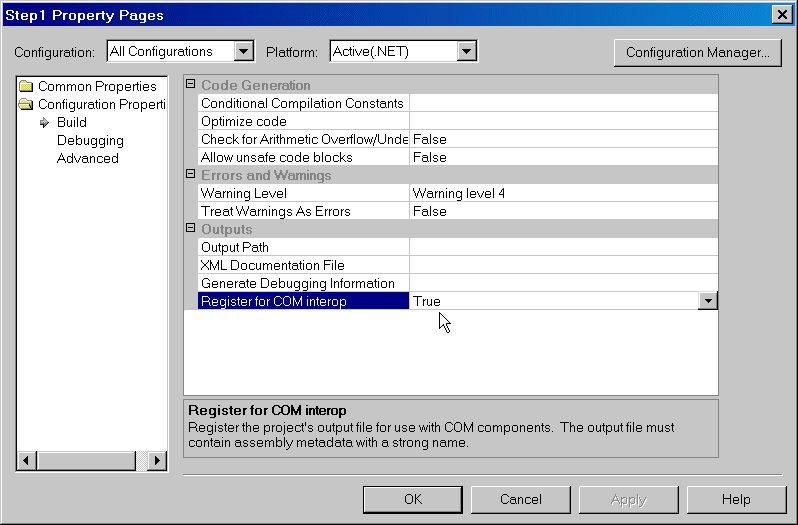 Step1 Property Pages
Configuration: All Configurations Platform: Active(.NET) Configuration Manager...
Common Properties
Configuration Properti
Build
Debugging
Advanced
Code Generation
Conditional Compilation Constants
Optimize code
Check for Arithmetic Overflow/Unde False
Allow unsafe code blocks False
Errors and Warnings
Warning Level Warning level 4
Treat Warnings As Errors False
Outputs
Output Path
XML Documentation File
Generate Debugging Information
Register for COM interop True
Register for COM interop
Register the project's output file for use with COM components. The output file must
contain assembly metadata with a strong name.
OK Cancel Apply Help